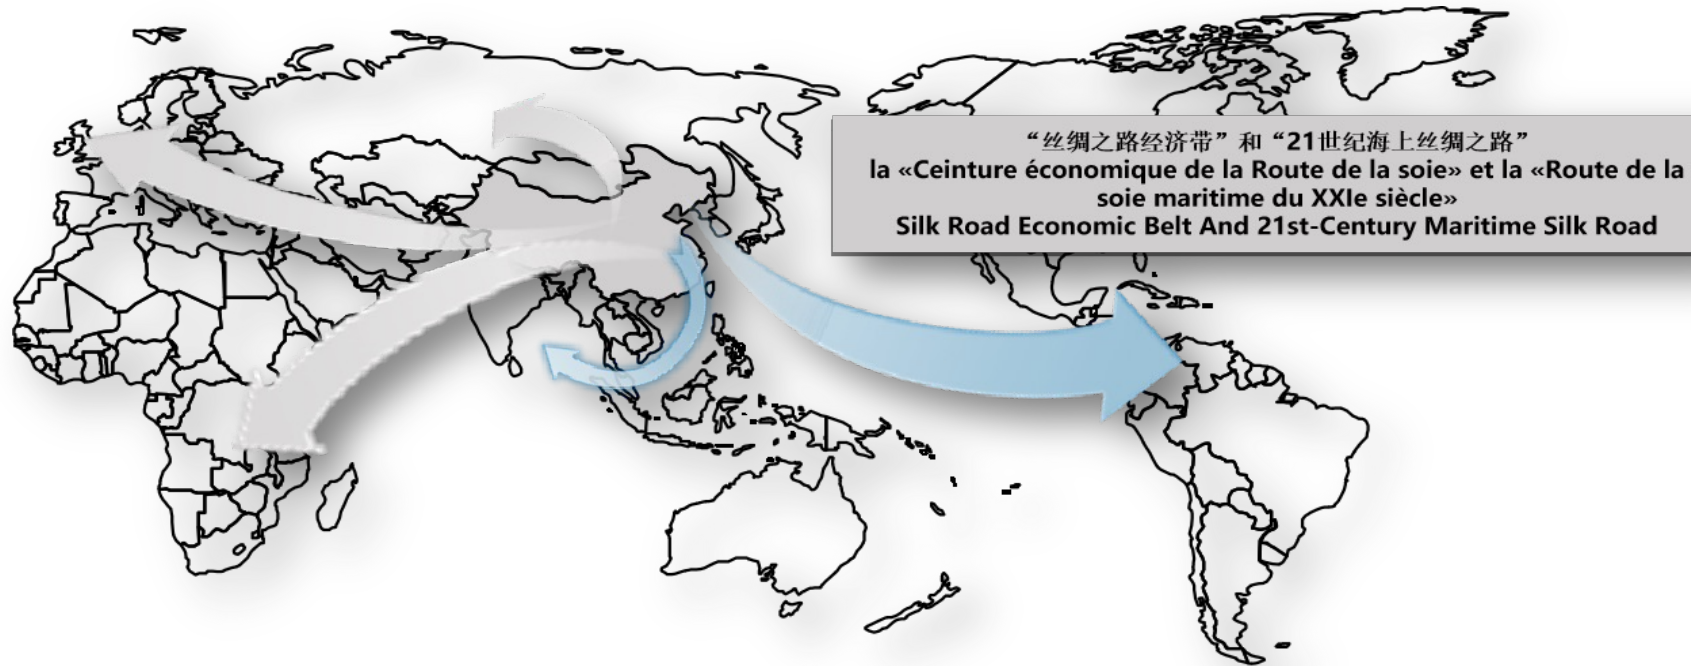 “丝绸之路经济带”和“21世纪海上丝绸之路”
la «Ceinture économique de la Route de la soie» et la «Route de la
soie maritime du XXIe siècle»
Silk Road Economic Belt And 21st-Century Maritime Silk Road